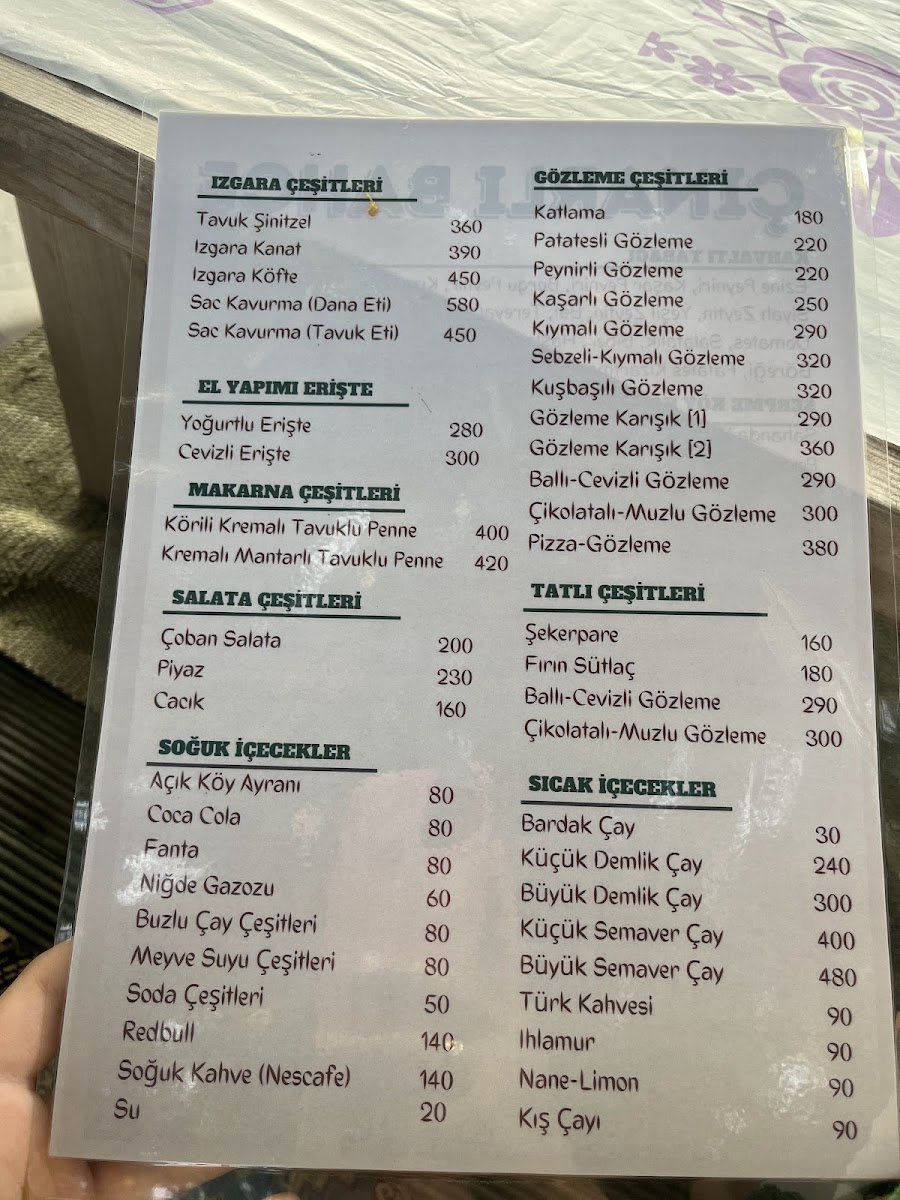 IZGARA ÇEŞİTLERİ
Tavuk Şinitzel 360
Izgara Kanat 390
Izgara Köfte 450
Sac Kavurma (Dana Eti) 580
Sac Kavurma (Tavuk Eti) 450
EL YAPIMI ERİŞTE
Yoğurtlu Erişte 280
Cevizli Erişte 300
MAKARNA ÇEŞİTLERİ
Körili Kremalı Tavuklu Penne 400
Kremalı Mantarlı Tavuklu Penne 420
SALATA ÇEŞİTLERİ
Çoban Salata 200
Piyaz 230
Cacık 160
SOĞUK İÇECEKLER
Açık Köy Ayranı 80
Coca Cola 80
Fanta 80
Niğde Gazozu 60
Buzlu Çay Çeşitleri 80
Meyve Suyu Çeşitleri 80
Soda Çeşitleri 50
Redbull 140
Soğuk Kahve (Nescafe) 140
Su 20
GÖZLEME ÇEŞİTLERİ
Katlama 180
Patatesli Gözleme 220
Peynirli Gözleme 220
Kaşarlı Gözleme 250
Kıymalı Gözleme 290
Sebzeli-Kıymalı Gözleme 320
Kuşbaşılı Gözleme 320
Gözleme Karışık [1] 290
Gözleme Karışık [2] 360
Ballı-Cevizli Gözleme 290
Çikolatalı-Muzlu Gözleme 300
Pizza-Gözleme 380
TATLI ÇEŞİTLERİ
Şekerpare 160
Fırın Sütlaç 180
Ballı-Cevizli Gözleme 290
Çikolatalı-Muzlu Gözleme 300
SICAK İÇECEKLER
Bardak Çay 30
Küçük Demlik Çay 240
Büyük Demlik Çay 300
Küçük Semaver Çay 400
Büyük Semaver Çay 480
Türk Kahvesi 90
Ihlamur 90
Nane-Limon 90
Kış Çayı 90